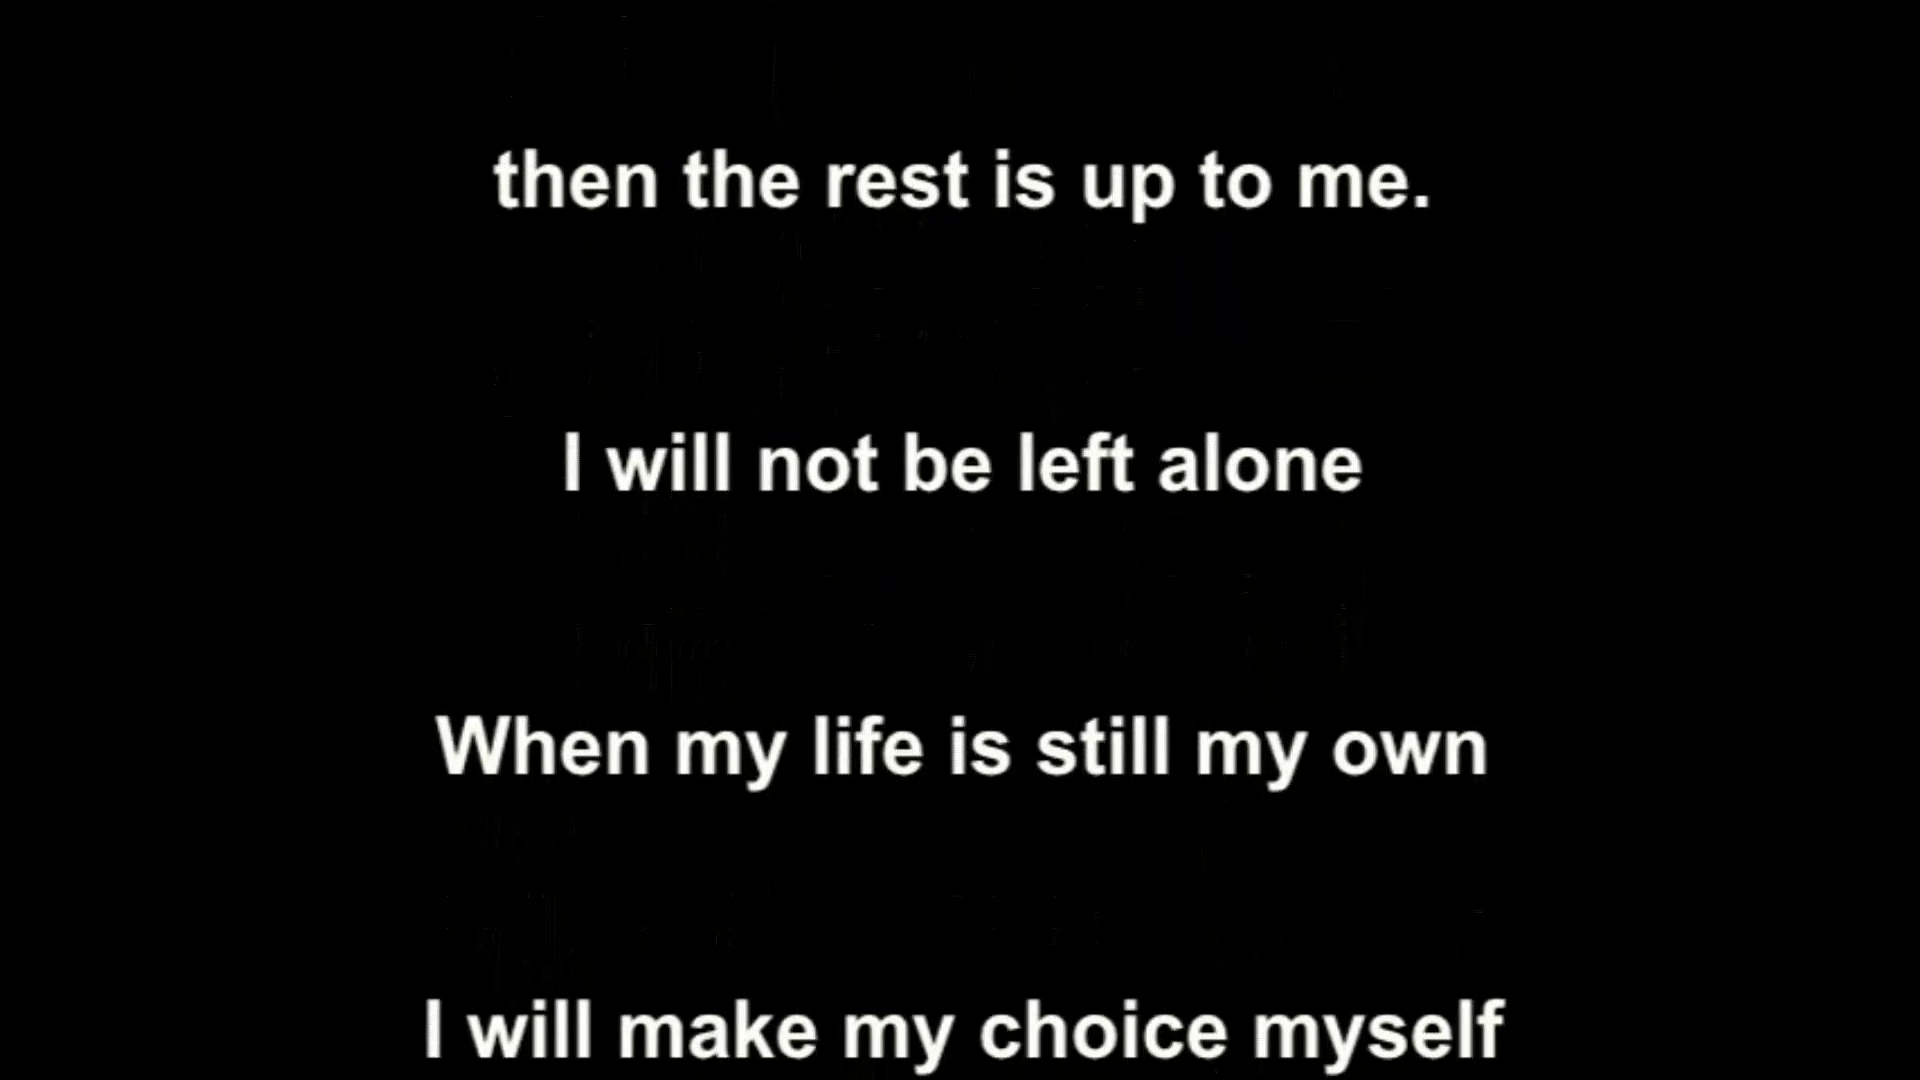 then the rest is up to me.
I will not be left alone
When my life is still my own
I will make my choice myself